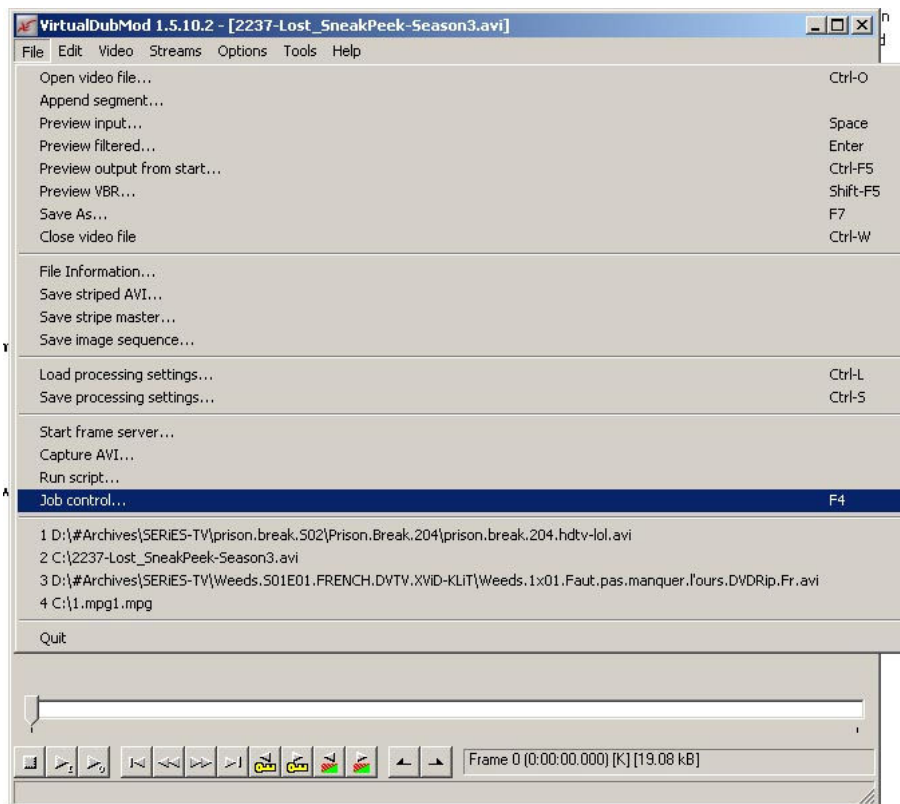 VirtualDubMod 1.5.10.2 - [2237-Lost_SneakPeek-Season3.avi]
File Edit Video Streams Options Tools Help
Open video file... Ctrl-O
Append segment...
Preview input... Space
Preview filtered... Enter
Preview output from start... Ctrl-F5
Preview VBR... Shift-F5
Save As... F7
Close video file Ctrl-W
File Information...
Save striped AVI...
Save stripe master...
Save image sequence...
Load processing settings... Ctrl-L
Save processing settings... Ctrl-S
Start frame server...
Capture AVI...
Run script...
Job control... F4
1 D:\#Archives\SERiES-TV\prison.break.S02\Prison.Break.204\prison.break.204.hdtv-lol.avi
2 C:\2237-Lost_SneakPeek-Season3.avi
3 D:\#Archives\SERiES-TV\Weeds.S01E01.FRENCH.DVTV.XViD-KLiT\Weeds.1x01.Faut.pas.manquer.l'ours.DVDRip.Fr.avi
4 C:\1.mpg1.mpg
Quit
Frame 0 (0:00:00.000) [K] [19.08 kB]